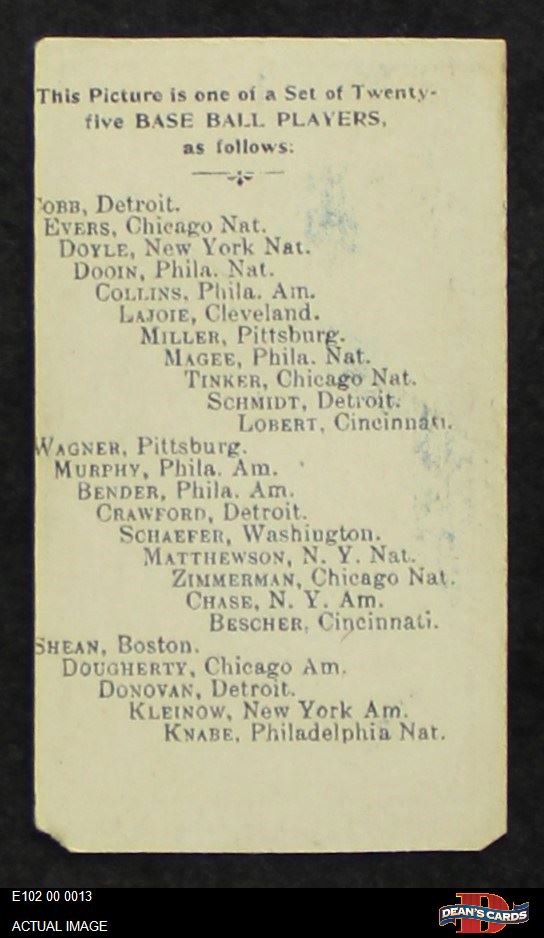 This Picture is one of a Set of Twenty-
five BASE BALL PLAYERS,
as follows:
COBB, Detroit.
EVERS, Chicago Nat.
DOYLE, New York Nat.
DOOIN, Phila. Nat.
COLLINS, Phila. Am.
LAJOIE, Cleveland.
MILLER, Pittsburg.
MAGEE, Phila. Nat.
TINKER, Chicago Nat.
SCHMIDT, Detroit.
LOBERT, Cincinnati.
WAGNER, Pittsburg.
MURPHY, Phila. Am.
BENDER, Phila. Am.
CRAWFORD, Detroit.
SCHAEFER, Washington.
MATTHEWSON, N. Y. Nat.
ZIMMERMAN, Chicago Nat.
CHASE, N. Y. Am.
BESCHER, Cincinnati.
SHEAN, Boston.
DOUGHERTY, Chicago Am.
DONOVAN, Detroit.
KLEINOW, New York Am.
KNABE, Philadelphia Nat.
E102 00 0013
ACTUAL IMAGE
D
DEAN'S CARDS